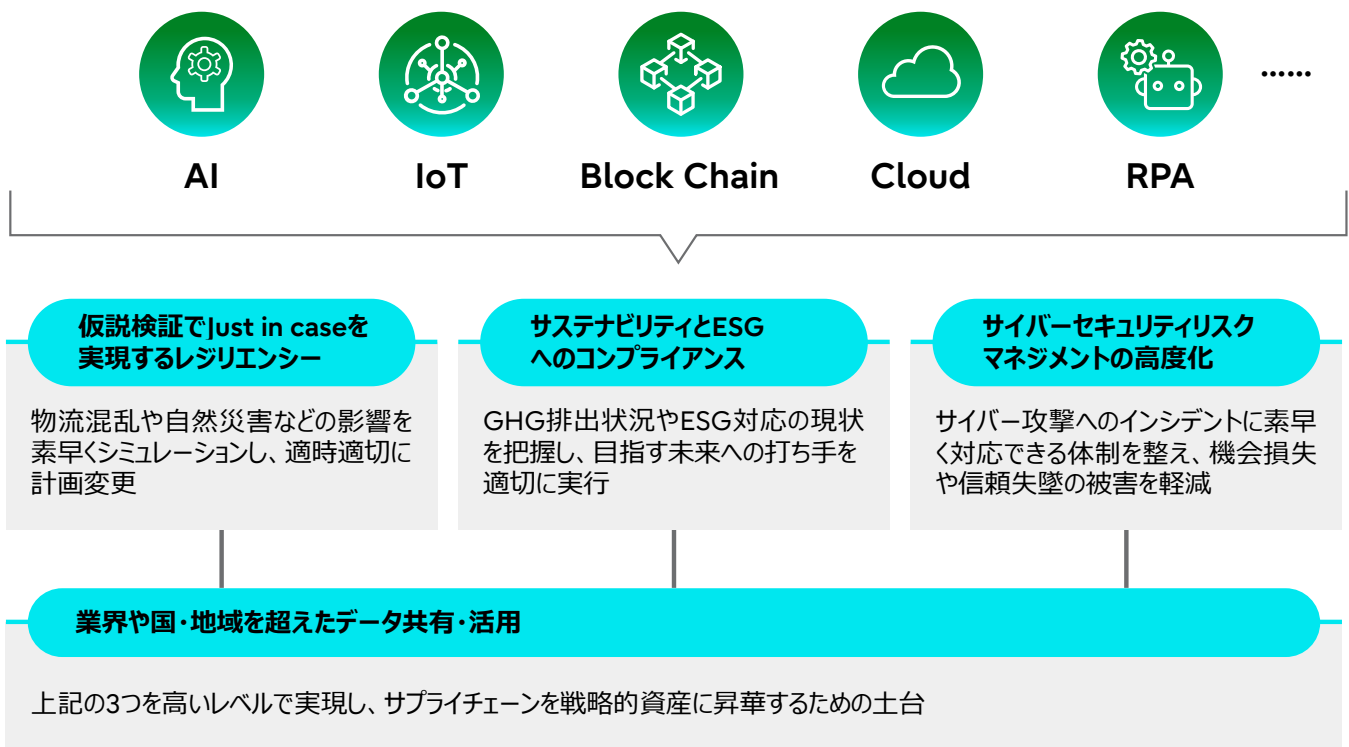 ......
AI
IoT
Block Chain
Cloud
RPA
仮説検証でJust in caseを
実現するレジリエンシー
物流混乱や自然災害などの影響を
素早くシミュレーションし、適時適切に
計画変更
サステナビリティとESG
へのコンプライアンス
GHG排出状況やESG対応の現状
を把握し、目指す未来への打ち手を
適切に実行
サイバーセキュリティリスク
マネジメントの高度化
サイバー攻撃へのインシデントに素早
く対応できる体制を整え、機会損失
や信頼失墜の被害を軽減
業界や国・地域を超えたデータ共有・活用
上記の3つを高いレベルで実現し、サプライチェーンを戦略的資産に昇華するための土台